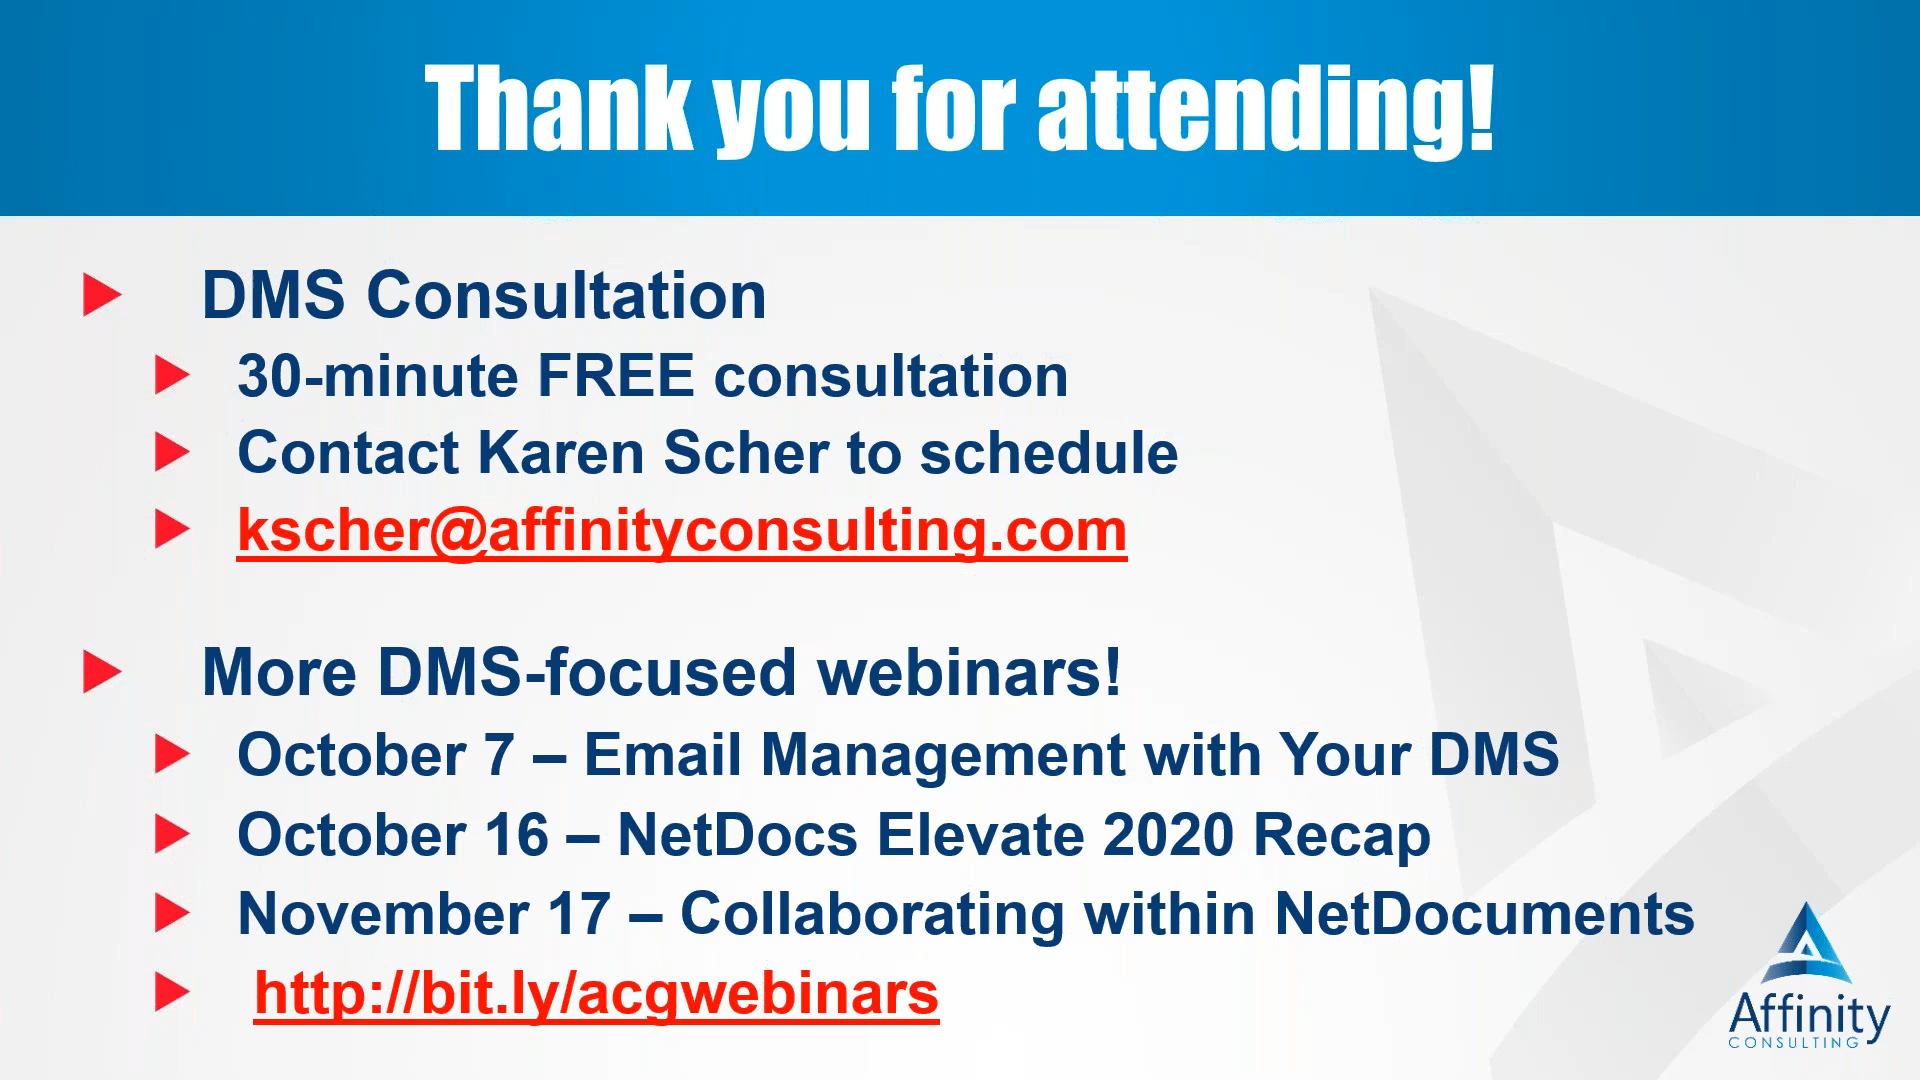 Thank you for attending!
DMS Consultation
30-minute FREE consultation
Contact Karen Scher to schedule
kscher@affinityconsulting.com
More DMS-focused webinars!
October 7 – Email Management with Your DMS
October 16 – NetDocs Elevate 2020 Recap
November 17 – Collaborating within NetDocuments
http://bit.ly/acgwebinars
Affinity
CONSULTING